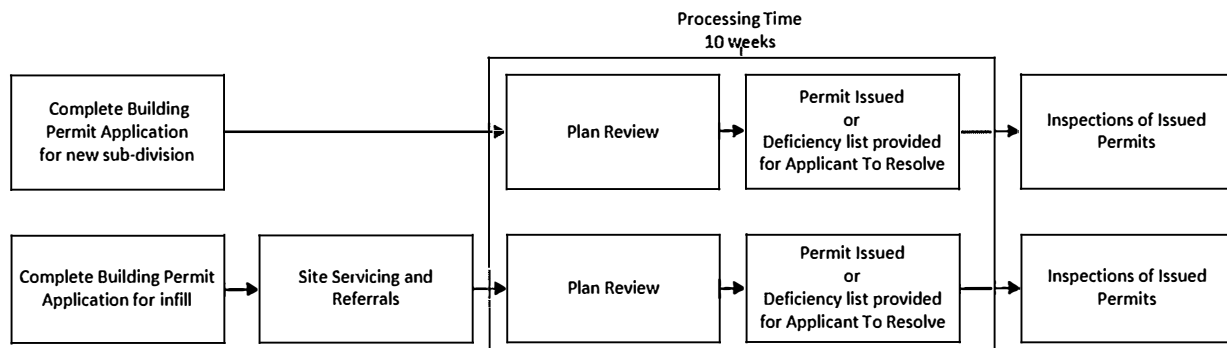 Processing Time
10 weeks
Complete Building
Permit Application
for new sub-division
Plan Review
Permit Issued
or
Deficiency list provided
for Applicant To Resolve
Inspections of Issued
Permits
Complete Building Permit
Application for infill
Site Servicing and
Referrals
Plan Review
Permit Issued
or
Deficiency list provided
for Applicant To Resolve
Inspections of Issued
Permits